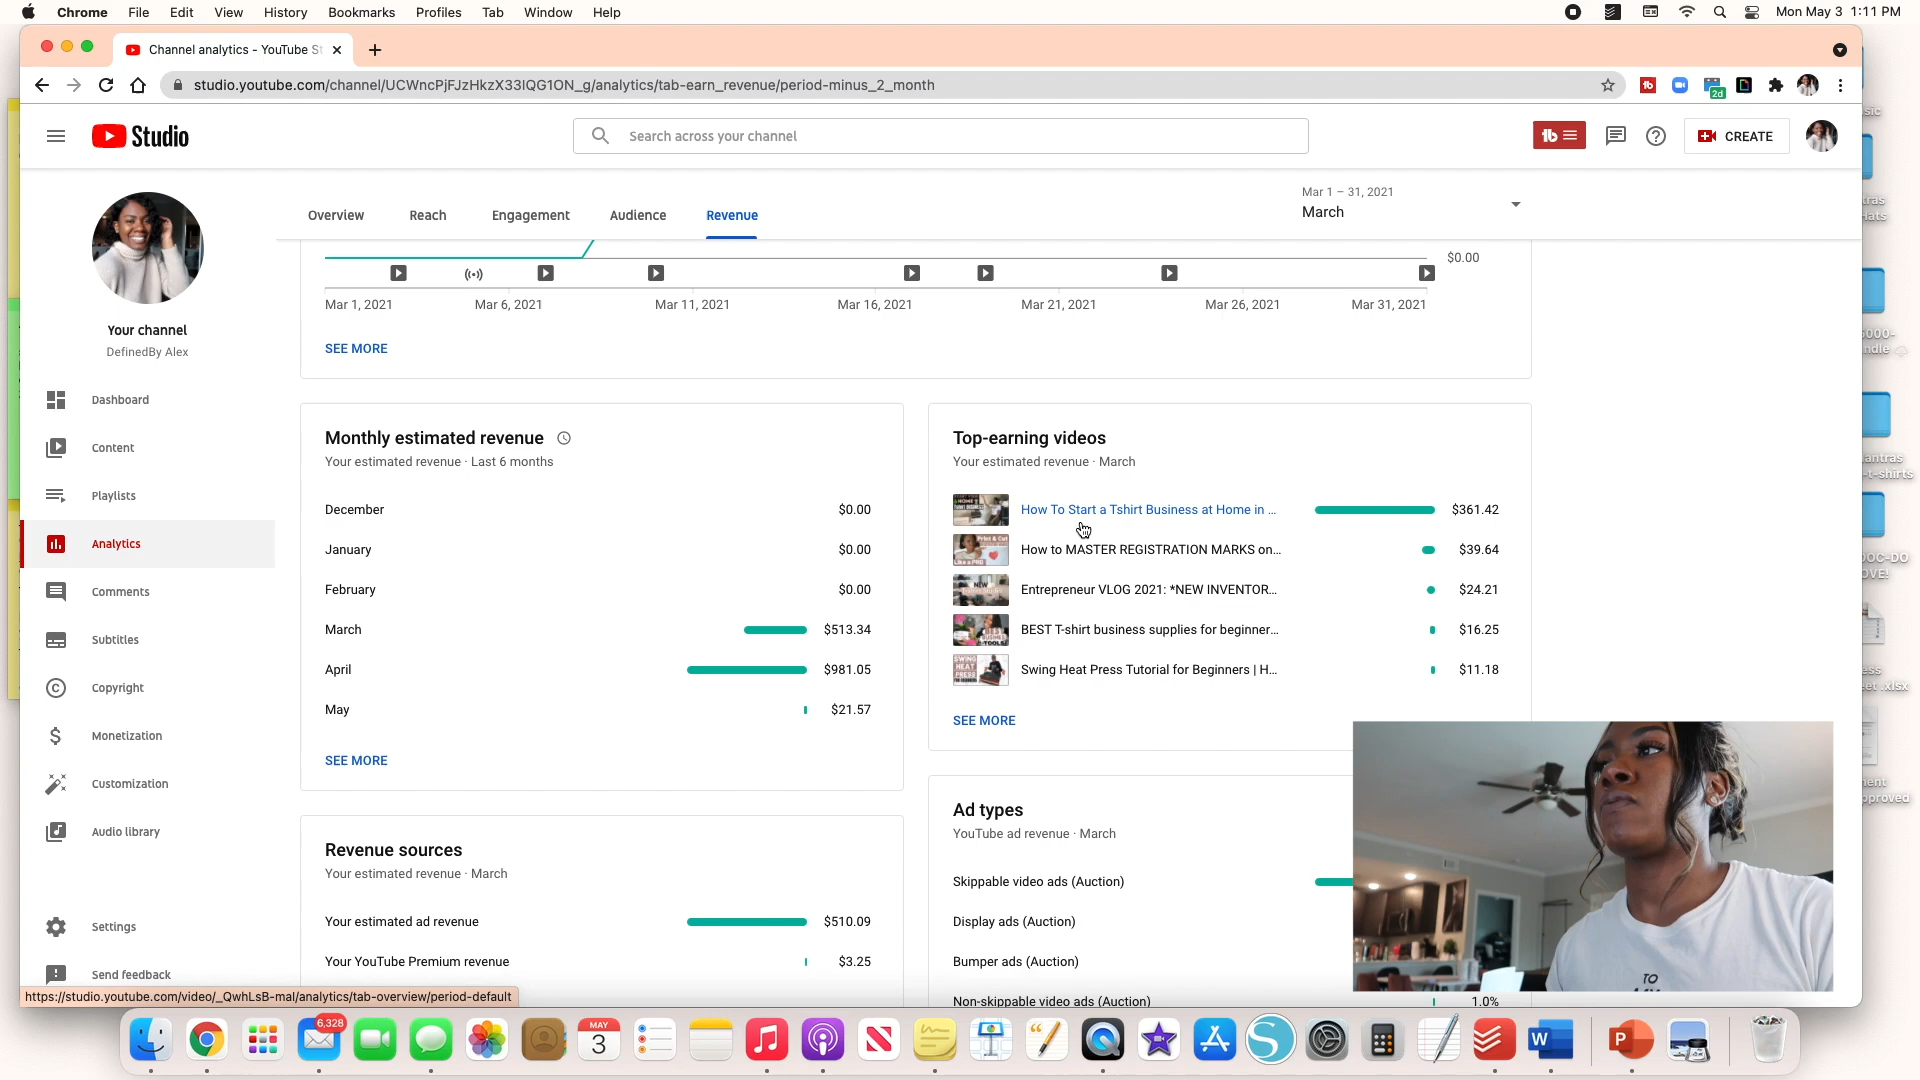 Chrome File Edit View History Bookmarks Profiles Tab Window Help
Mon May 3 1:11 PM
Channel analytics - YouTube St
studio.youtube.com/channel/UCWncPjFJzHkzX33IQG1ON_g/analytics/tab-earn_revenue/period-minus_2_month
2d
Studio
Search across your channel
CREATE
Your channel
DefinedBy Alex
Dashboard
Content
Playlists
Analytics
Comments
Subtitles
Copyright
Monetization
Customization
Audio library
Settings
Send feedback
Overview Reach Engagement Audience Revenue
Mar 1 – 31, 2021
March
$0.00
Mar 1, 2021 Mar 6, 2021 Mar 11, 2021 Mar 16, 2021 Mar 21, 2021 Mar 26, 2021 Mar 31, 2021
SEE MORE
Monthly estimated revenue
Your estimated revenue · Last 6 months
December $0.00
January $0.00
February $0.00
March $513.34
April $981.05
May $21.57
SEE MORE
Top-earning videos
Your estimated revenue · March
How To Start a Tshirt Business at Home in ... $361.42
How to MASTER REGISTRATION MARKS on... $39.64
Entrepreneur VLOG 2021: *NEW INVENTOR... $24.21
BEST T-shirt business supplies for beginner... $16.25
Swing Heat Press Tutorial for Beginners | H... $11.18
SEE MORE
Revenue sources
Your estimated revenue · March
Your estimated ad revenue $510.09
Your YouTube Premium revenue $3.25
Ad types
YouTube ad revenue · March
Skippable video ads (Auction)
Display ads (Auction)
Bumper ads (Auction)
Non-skippable video ads (Auction) 1.0%
https://studio.youtube.com/video/_QwhLsB-maI/analytics/tab-overview/period-default
6,328
MAY
3
TO